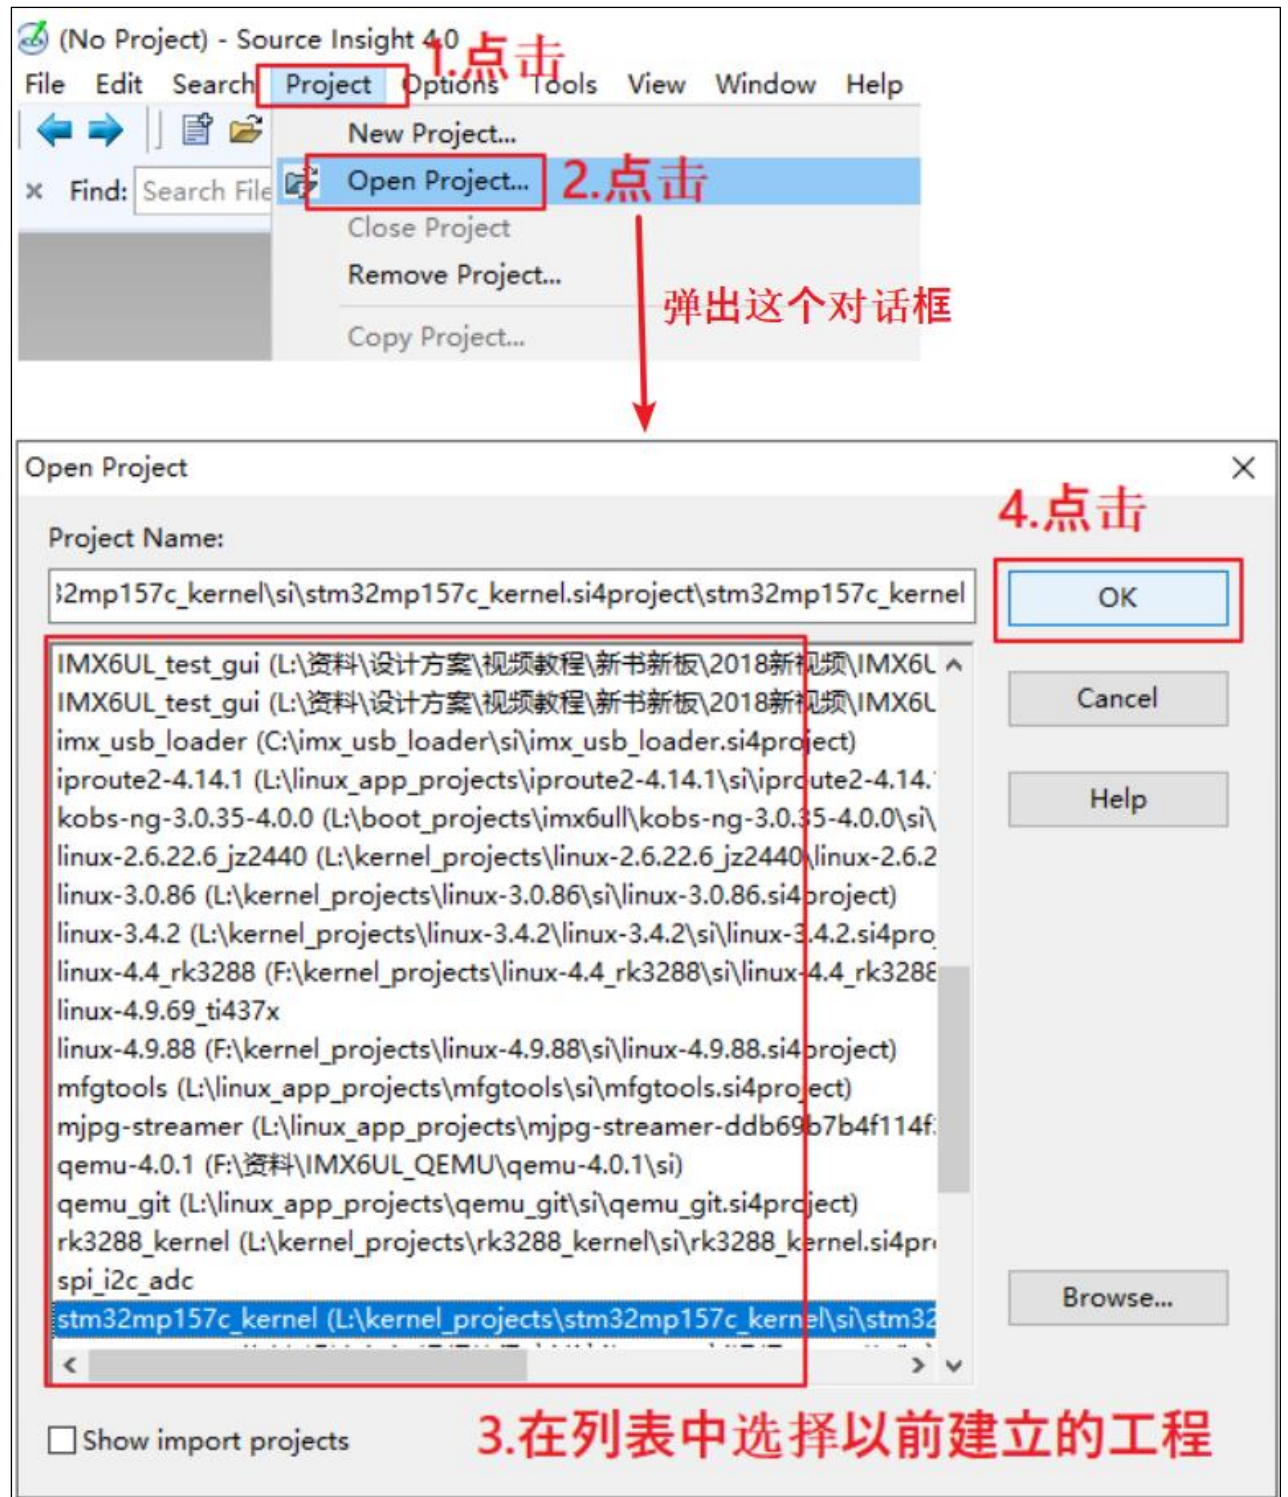 (No Project) - Source Insight 4.0
1.点击
File Edit Search Project Options Tools View Window Help
New Project...
Find: Search File
Open Project...
2.点击
Close Project
Remove Project...
弹出这个对话框
Copy Project...
Open Project
4.点击
Project Name:
32mp157c_kernel\si\stm32mp157c_kernel.si4project\stm32mp157c_kernel
OK
IMX6UL_test_gui (L:\资料\设计方案\视频教程\新书新板\2018新视频\IMX6L
IMX6UL_test_gui (L:\资料\设计方案\视频教程\新书新板\2018新视频\IMX6L
Cancel
imx_usb_loader (C:\imx_usb_loader\si\imx_usb_loader.si4project)
iproute2-4.14.1 (L:\linux_app_projects\iproute2-4.14.1\si\iproute2-4.14.
Help
kobs-ng-3.0.35-4.0.0 (L:\boot_projects\imx6ull\kobs-ng-3.0.35-4.0.0\si\
linux-2.6.22.6_jz2440 (L:\kernel_projects\linux-2.6.22.6_jz2440\linux-2.6.2
linux-3.0.86 (L:\kernel_projects\linux-3.0.86\si\linux-3.0.86.si4project)
linux-3.4.2 (L:\kernel_projects\linux-3.4.2\linux-3.4.2\si\linux-3.4.2.si4pro
linux-4.4_rk3288 (F:\kernel_projects\linux-4.4_rk3288\si\linux-4.4_rk3288
linux-4.9.69_ti437x
linux-4.9.88 (F:\kernel_projects\linux-4.9.88\si\linux-4.9.88.si4project)
mfgtools (L:\linux_app_projects\mfgtools\si\mfgtools.si4project)
mjpg-streamer (L:\linux_app_projects\mjpg-streamer-ddb69b7b4f114f
qemu-4.0.1 (F:\资料\IMX6UL_QEMU\qemu-4.0.1\si)
qemu_git (L:\linux_app_projects\qemu_git\si\qemu_git.si4project)
rk3288_kernel (L:\kernel_projects\rk3288_kernel\si\rk3288_kernel.si4pr
spi_i2c_adc
Browse...
stm32mp157c_kernel (L:\kernel_projects\stm32mp157c_kernel\si\stm32
Show import projects
3.在列表中选择以前建立的工程